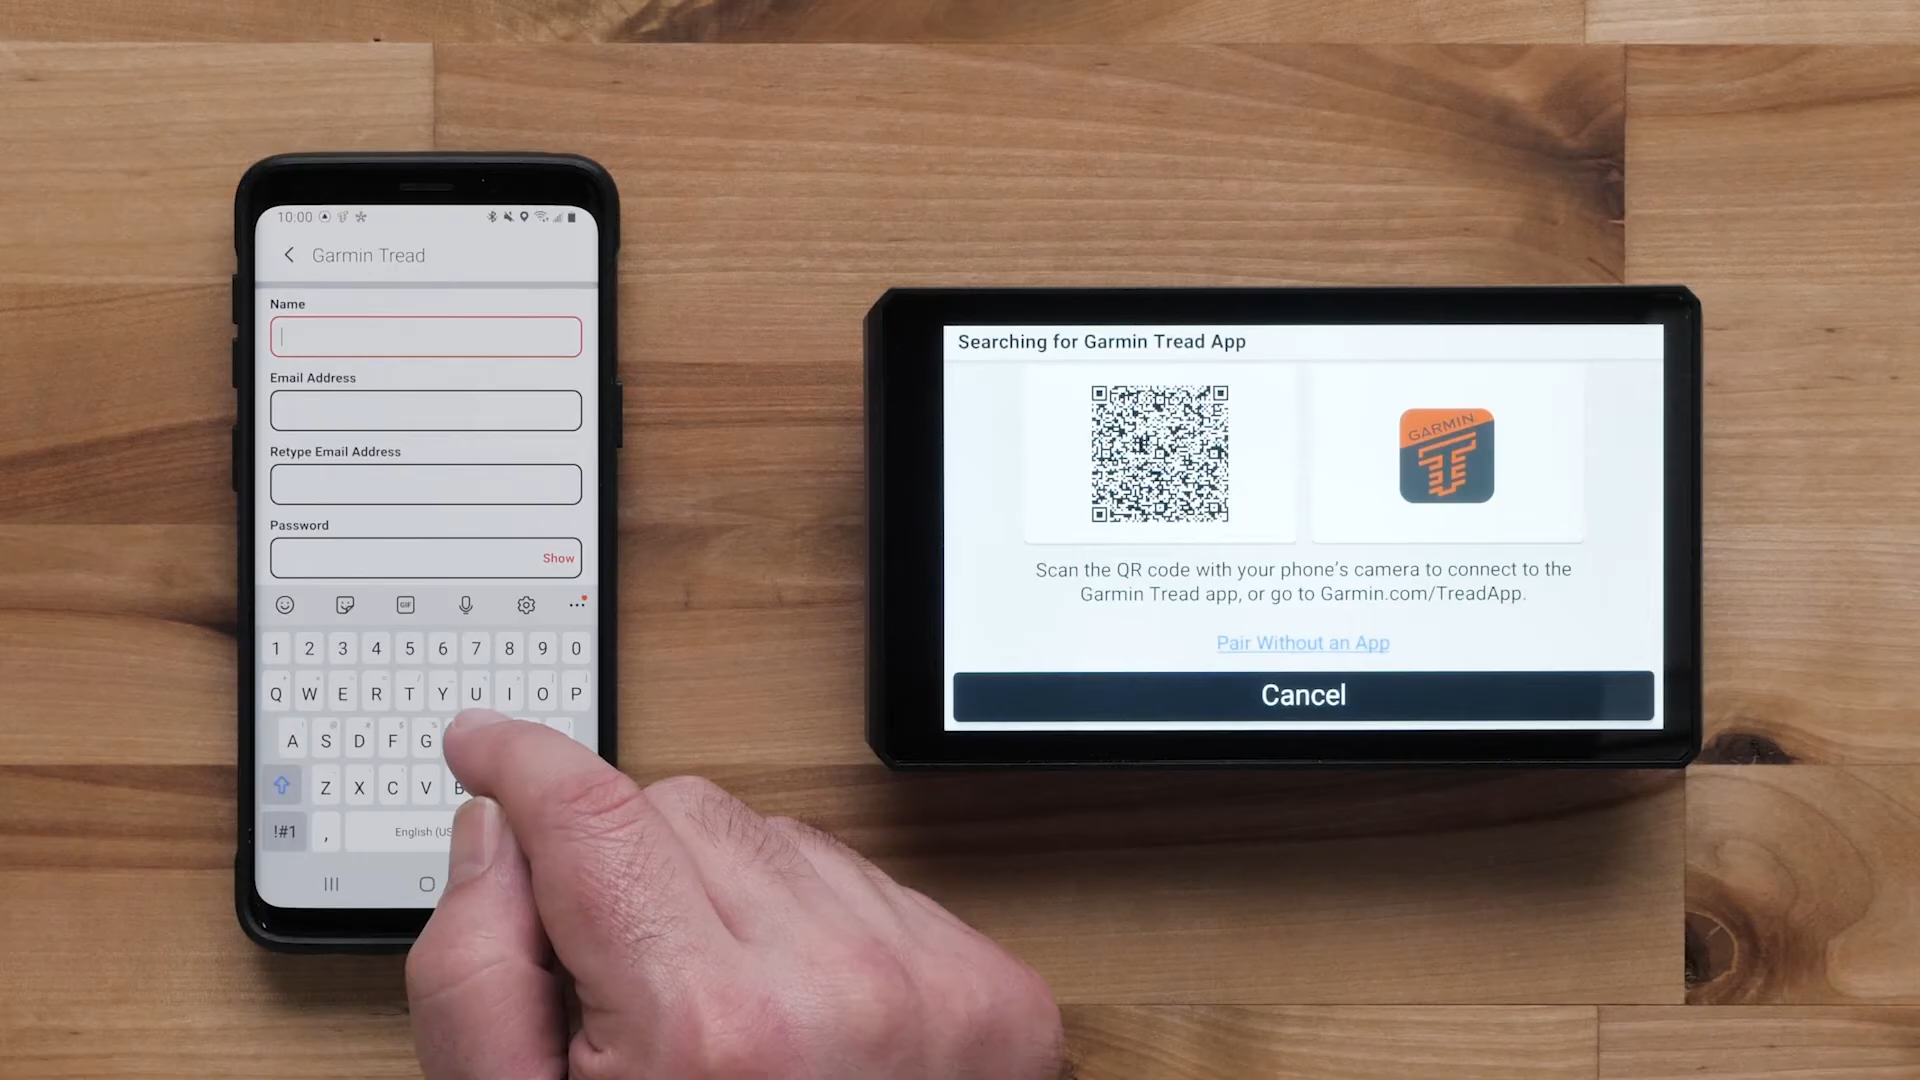 10:00
Garmin Tread
Name
Email Address
Retype Email Address
Password
Show
GIF
1 2 3 4 5 6 7 8 9 0
Q W E R T Y U I O P
A S D F G
Z X C V B
!#1 , English (US
Searching for Garmin Tread App
GARMIN
Scan the QR code with your phone's camera to connect to the
Garmin Tread app, or go to Garmin.com/TreadApp.
Pair Without an App
Cancel